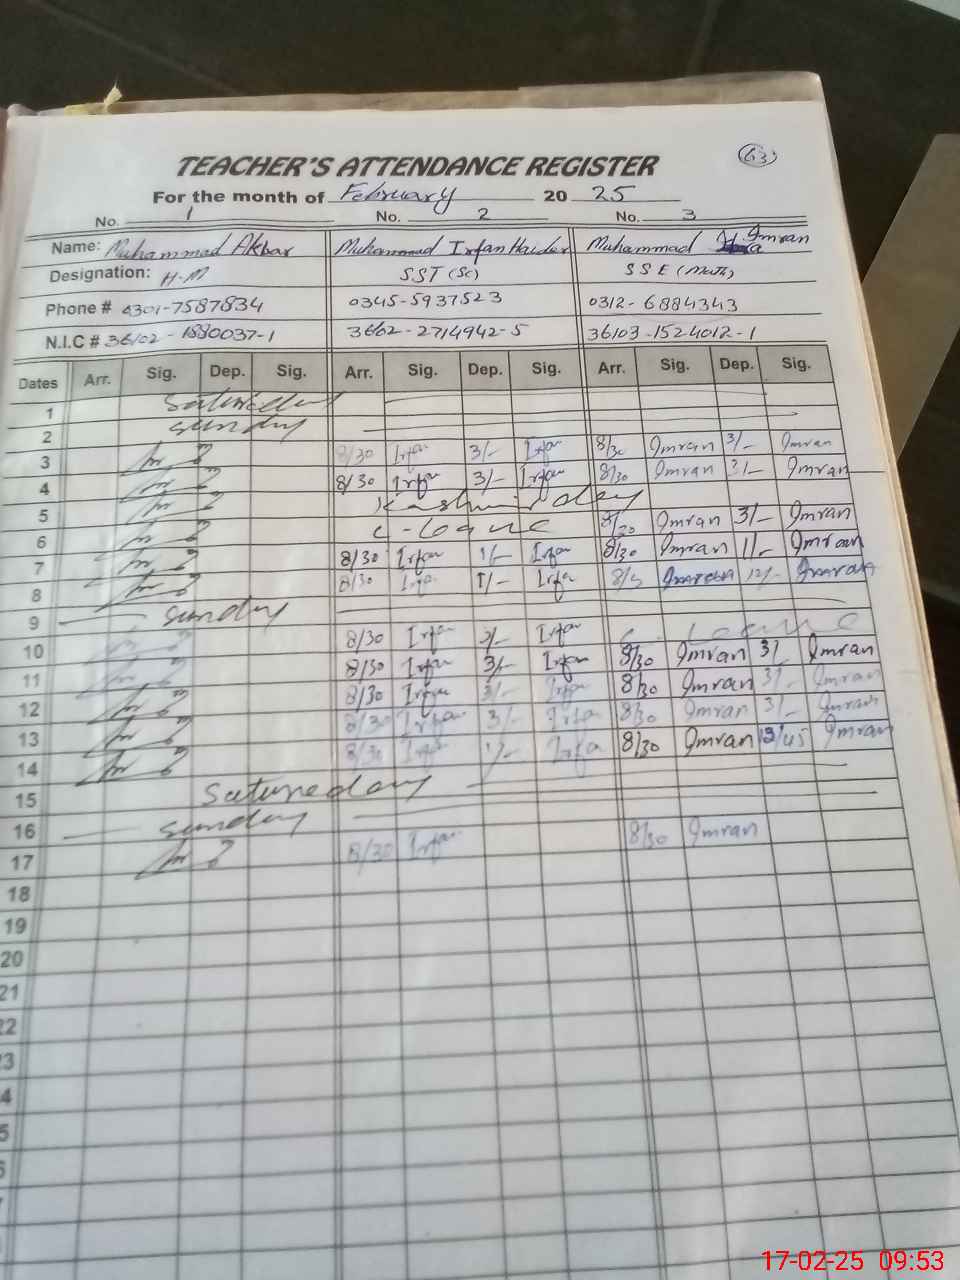 TEACHER'S ATTENDANCE REGISTER 63
For the month of February 20 25
No. 1 No. 2 No. 3
Name: Muhammad Akbar Muhammad Irfan Haider Muhammad Imran
Designation: H-M SST (Sc) SSE (Math)
Phone # 0301-7587834 0345-5937523 0312-6884343
N.I.C # 36102-1880037-1 3662-2714942-5 36103-1524012-1
Dates Arr. Sig. Dep. Sig. Arr. Sig. Dep. Sig. Arr. Sig. Dep. Sig.
1 Saturday
2 Sunday
3 8/30 Irfan 3/- Irfan 8/30 Imran 3/- Imran
4 8/30 Irfan 3/- Irfan 8/30 Imran 3/- Imran
5 Kashmir day
6 C-leave 8/30 Imran 3/- Imran
7 8/30 Irfan 1/- Irfan 8/30 Imran 1/- Imran
8 8/30 Irfan 1/- Irfan Imran 12/- Imran
9 Sunday
10 8/30 Irfan 3/- Irfan C. Leave
11 8/30 Irfan 3/- Irfan 8/30 Imran 3/ Imran
12 8/30 Irfan 3/- Irfan 8/30 Imran 3/- Imran
13 8/30 Irfan 3/- Irfan 8/30 Imran 3/- Imran
14 8/30 Irfan 1/- Irfan 8/30 Imran 12/45 Imran
15 Saturday
16 Sunday
17 8/30 Irfan 8/30 Imran
18
19
20
21
22
23
4
5
17-02-25 09:53